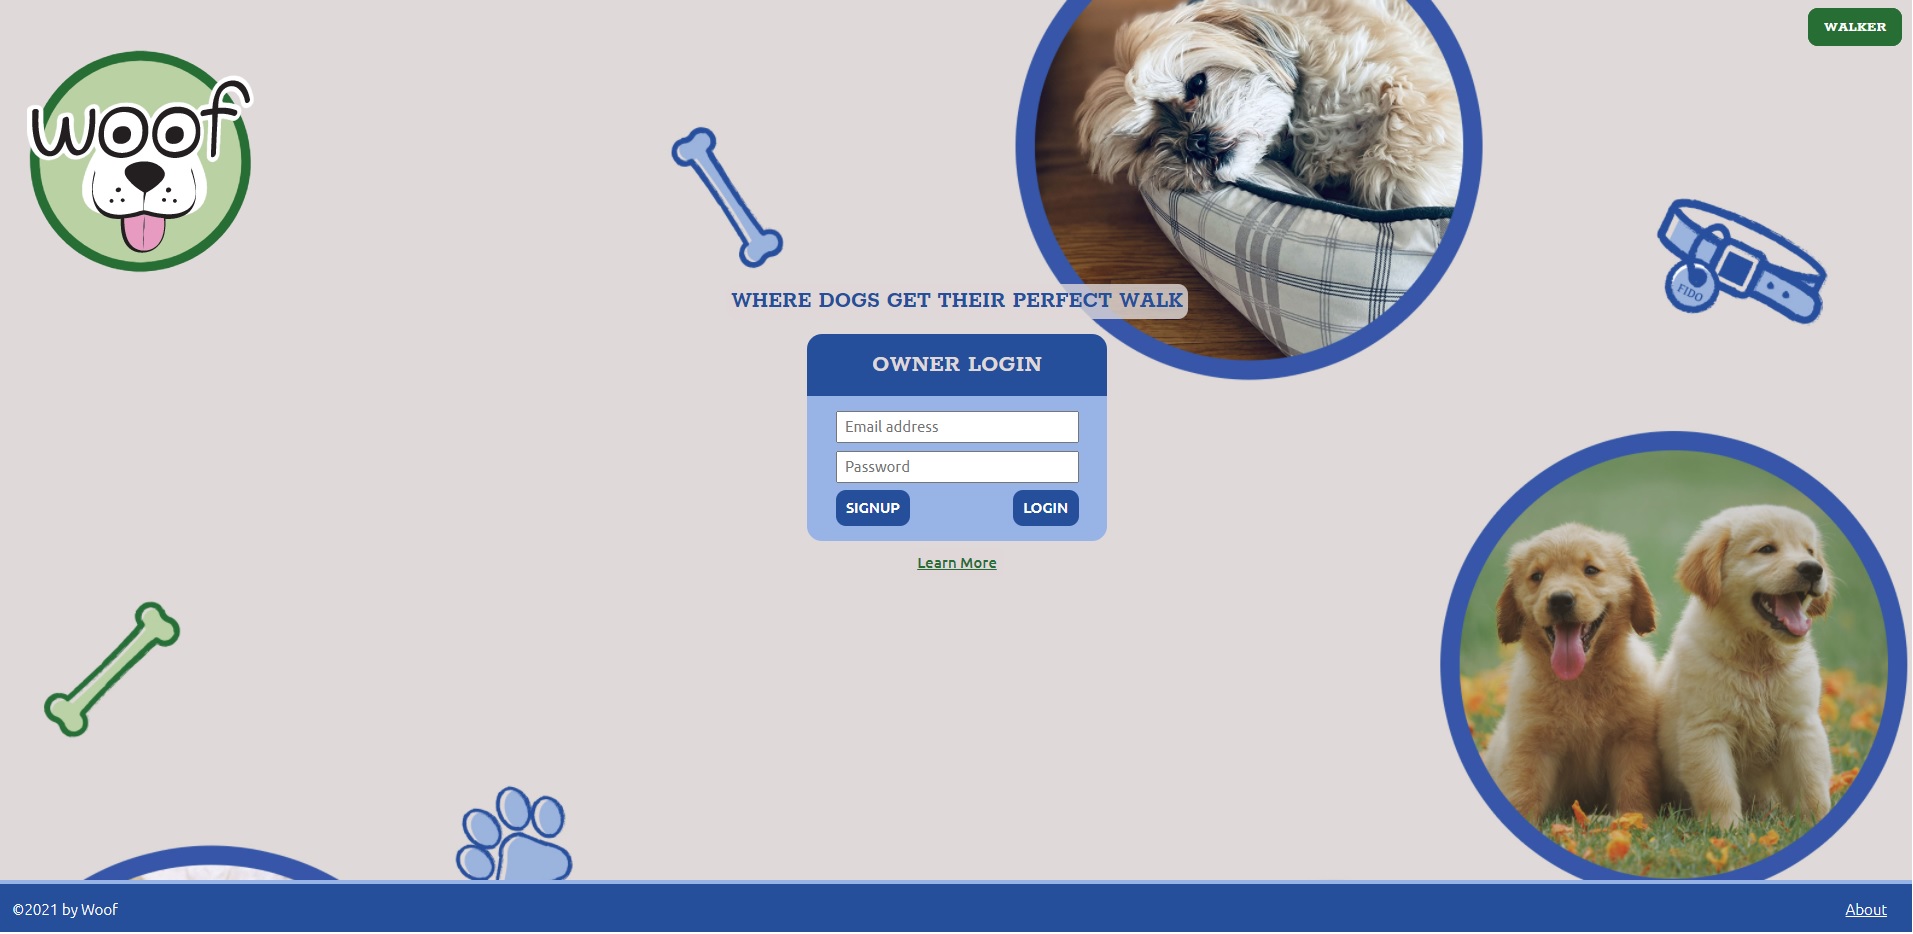 WALKER
woof
FIDO
WHERE DOGS GET THEIR PERFECT WALK
OWNER LOGIN
Email address
Password
SIGNUP
LOGIN
Learn More
©2021 by Woof
About